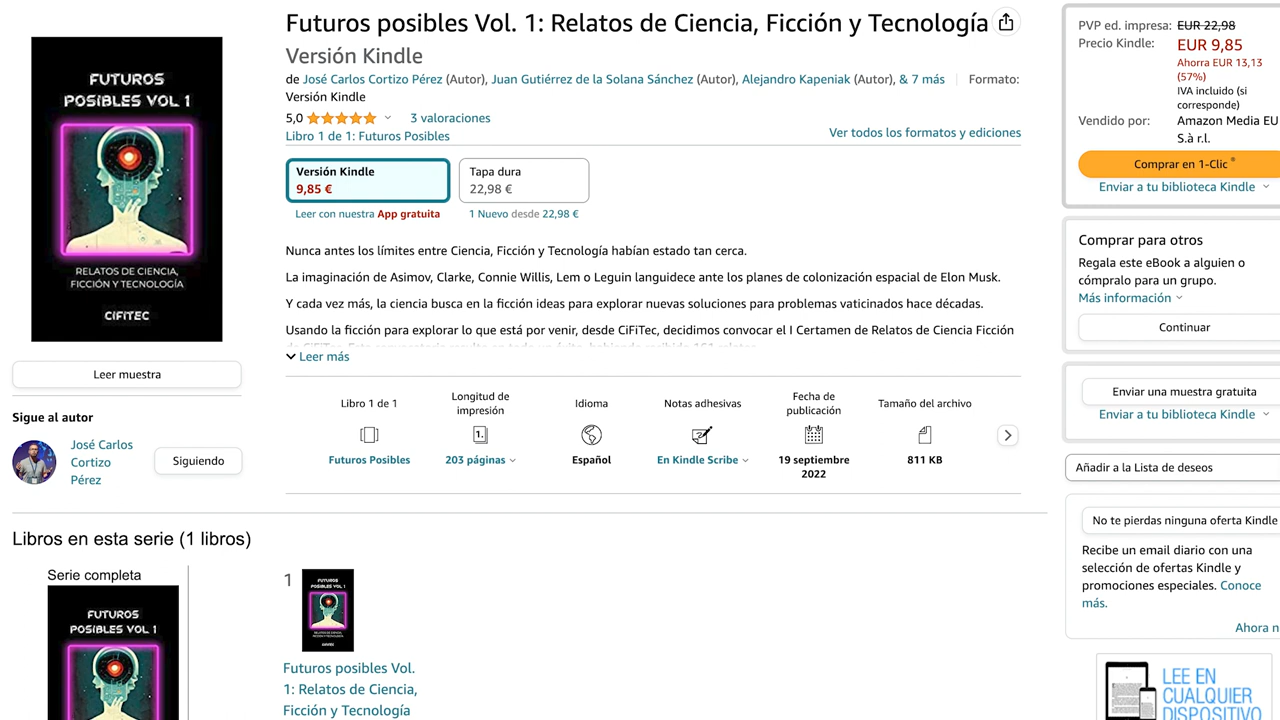 FUTUROS
POSIBLES VOL 1
RELATOS DE CIENCIA,
FICCIÓN Y TECNOLOGÍA
CIFITEC
Leer muestra
Sigue al autor
José Carlos
Cortizo
Pérez
Siguiendo
Futuros posibles Vol. 1: Relatos de Ciencia, Ficción y Tecnología
Versión Kindle
de José Carlos Cortizo Pérez (Autor), Juan Gutiérrez de la Solana Sánchez (Autor), Alejandro Kapeniak (Autor), & 7 más | Formato:
Versión Kindle
5,0 3 valoraciones
Libro 1 de 1: Futuros Posibles
Ver todos los formatos y ediciones
Versión Kindle
9,85 €
Leer con nuestra App gratuita
Tapa dura
22,98 €
1 Nuevo desde 22,98 €
Nunca antes los límites entre Ciencia, Ficción y Tecnología habían estado tan cerca.
La imaginación de Asimov, Clarke, Connie Willis, Lem o Leguin languidece ante los planes de colonización espacial de Elon Musk.
Y cada vez más, la ciencia busca en la ficción ideas para explorar nuevas soluciones para problemas vaticinados hace décadas.
Usando la ficción para explorar lo que está por venir, desde CiFiTec, decidimos convocar el I Certamen de Relatos de Ciencia Ficción
Leer más
Libro 1 de 1
Futuros Posibles
Longitud de
impresión
1.
203 páginas
Idioma
Español
Notas adhesivas
En Kindle Scribe
Fecha de
publicación
19 septiembre
2022
Tamaño del archivo
811 KB
PVP ed. impresa: EUR 22,98
Precio Kindle: EUR 9,85
Ahorra EUR 13,13
(57%)
IVA incluido (si
corresponde)
Vendido por: Amazon Media EU
S.à r.l.
Comprar en 1-Clic ®
Enviar a tu biblioteca Kindle
Comprar para otros
Regala este eBook a alguien o
cómpralo para un grupo.
Más información
Continuar
Enviar una muestra gratuita
Enviar a tu biblioteca Kindle
Añadir a la Lista de deseos
No te pierdas ninguna oferta Kindle
Recibe un email diario con una
selección de ofertas Kindle y
promociones especiales. Conoce
más.
Ahora n
LEE EN
CUALQUIER
DISPOSITIVO
Libros en esta serie (1 libros)
Serie completa
FUTUROS
POSIBLES VOL 1
1
FUTUROS
POSIBLES VOL 1
Futuros posibles Vol.
1: Relatos de Ciencia,
Ficción y Tecnología